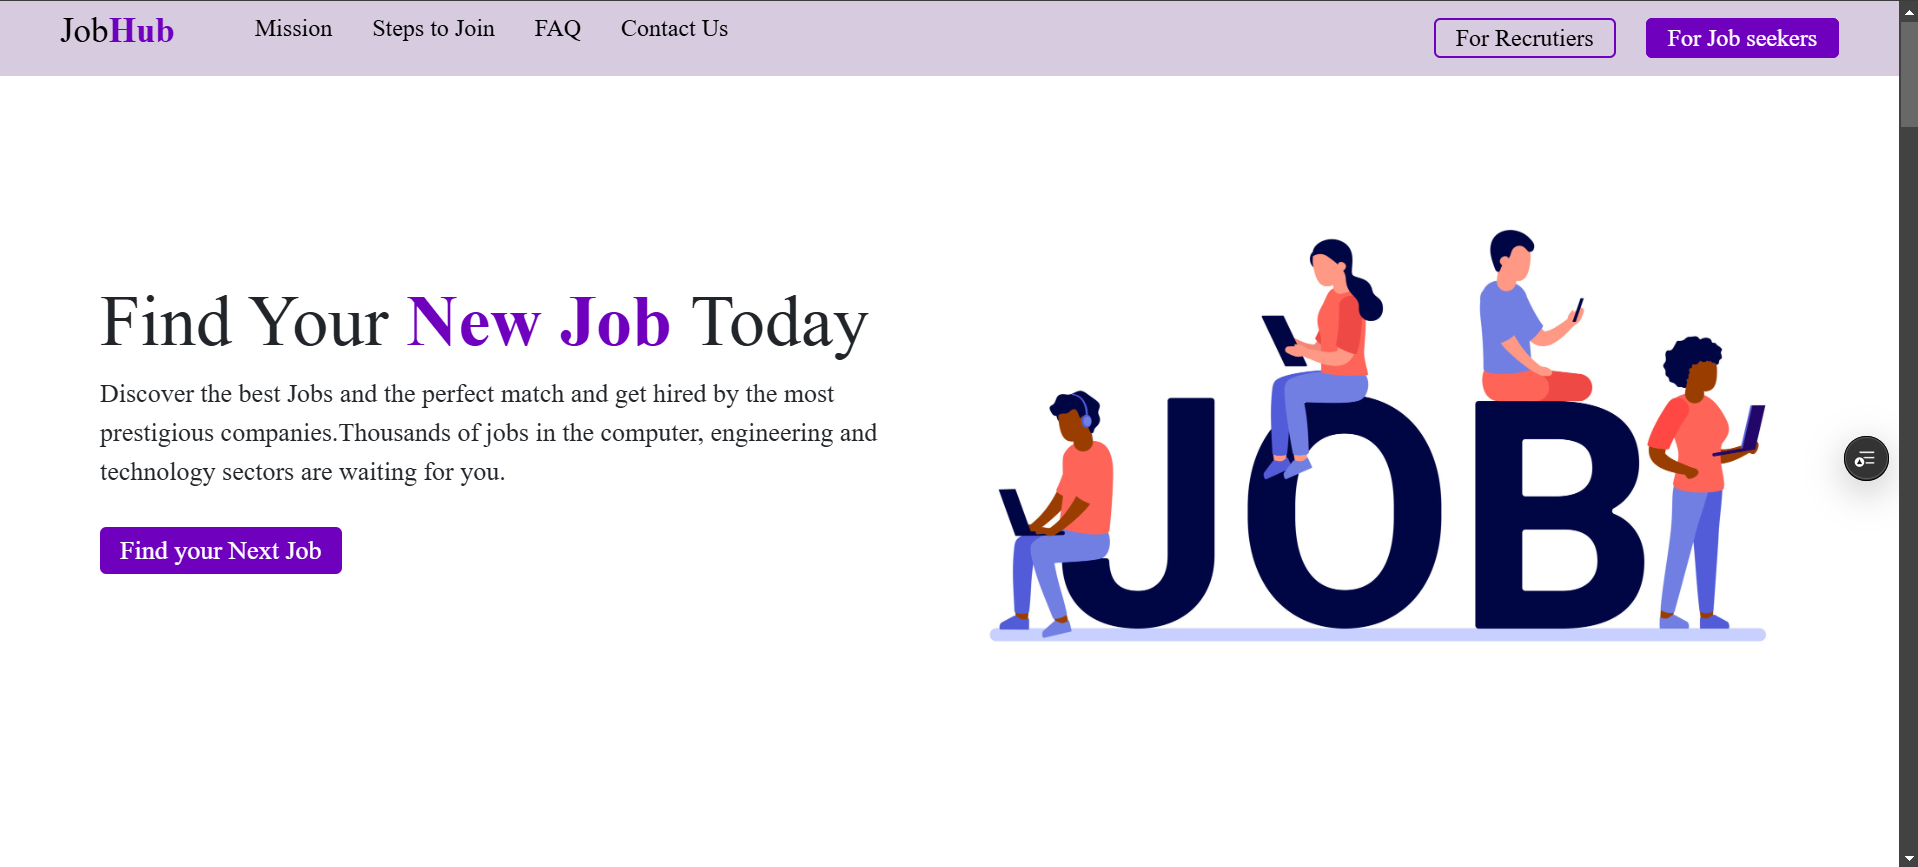 JobHub
Mission
Steps to Join
FAQ
Contact Us
For Recrutiers
For Job seekers
Find Your New Job Today
Discover the best Jobs and the perfect match and get hired by the most
prestigious companies.Thousands of jobs in the computer, engineering and
technology sectors are waiting for you.
Find your Next Job
JOB